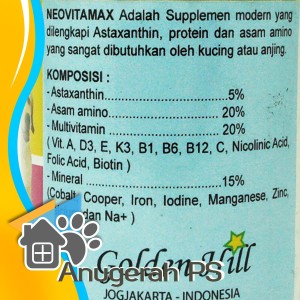 NEOVITAMAX Adalah Supplemen modern yang
dilengkapi Astaxanthin, protein dan asam amino
yang sangat dibutuhkan oleh kucing atau anjing.
KOMPOSISI :
- Astaxanthin........................5%
- Asam amino......................20%
- Multivitamin......................20%
( Vit. A, D3, E, K3, B1, B6, B12, C, Nicolinic Acid,
Folic Acid, Biotin )
- Mineral.............................15%
(Cobalt, Copper, Iron, Iodine, Manganese, Zinc,
dan Na+ )
Golden Hill
Anugerah PS
JOGJAKARTA - INDONESIA